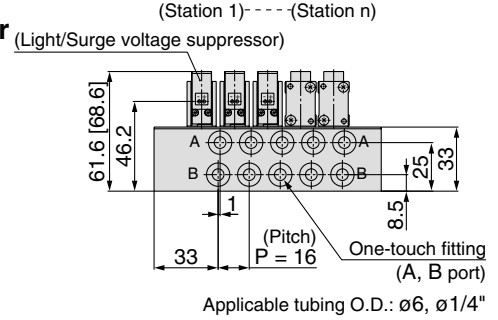 (Station 1)-----(Station n)
r (Light/Surge voltage suppressor)
61.6 [68.6]
46.2
A A
B B
25
33
8.5
1
33
(Pitch)
P = 16
One-touch fitting
(A, B port)
Applicable tubing O.D.: ø6, ø1/4"